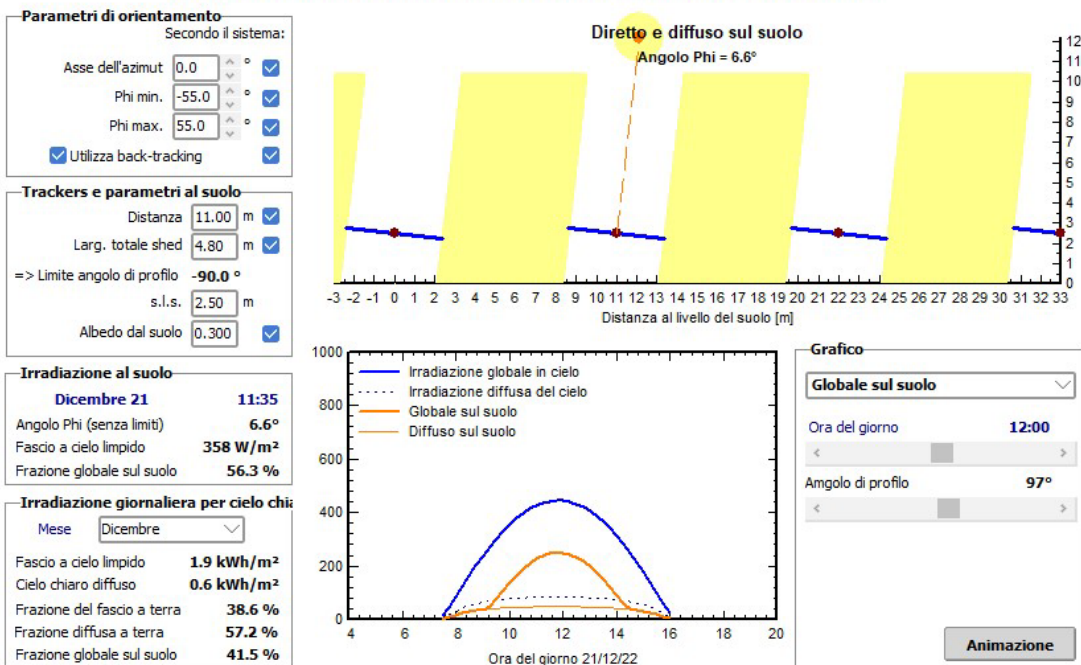 Parametri di orientamento
Secondo il sistema:
Asse dell'azimut 0.0 °
Phi min. -55.0 °
Phi max. 55.0 °
Utilizza back-tracking
Trackers e parametri al suolo
Distanza 11.00 m
Larg. totale shed 4.80 m
=> Limite angolo di profilo -90.0 °
s.l.s. 2.50 m
Albedo dal suolo 0.300
Irradiazione al suolo
Dicembre 21 11:35
Angolo Phi (senza limiti) 6.6°
Fascio a cielo limpido 358 W/m²
Frazione globale sul suolo 56.3 %
Irradiazione giornaliera per cielo chia
Mese Dicembre
Fascio a cielo limpido 1.9 kWh/m²
Cielo chiaro diffuso 0.6 kWh/m²
Frazione del fascio a terra 38.6 %
Frazione diffusa a terra 57.2 %
Frazione globale sul suolo 41.5 %
Diretto e diffuso sul suolo
Angolo Phi = 6.6°
12
11
10
9
8
7
6
5
4
3
2
1
0
-3 -2 -1 0 1 2 3 4 5 6 7 8 9 10 11 12 13 14 15 16 17 18 19 20 21 22 23 24 25 26 27 28 29 30 31 32 33
Distanza al livello del suolo [m]
1000
800
600
400
200
0
Irradiazione globale in cielo
Irradiazione diffusa del cielo
Globale sul suolo
Diffuso sul suolo
4 6 8 10 12 14 16 18 20
Ora del giorno 21/12/22
Grafico
Globale sul suolo
Ora del giorno 12:00
Amgolo di profilo 97°
Animazione